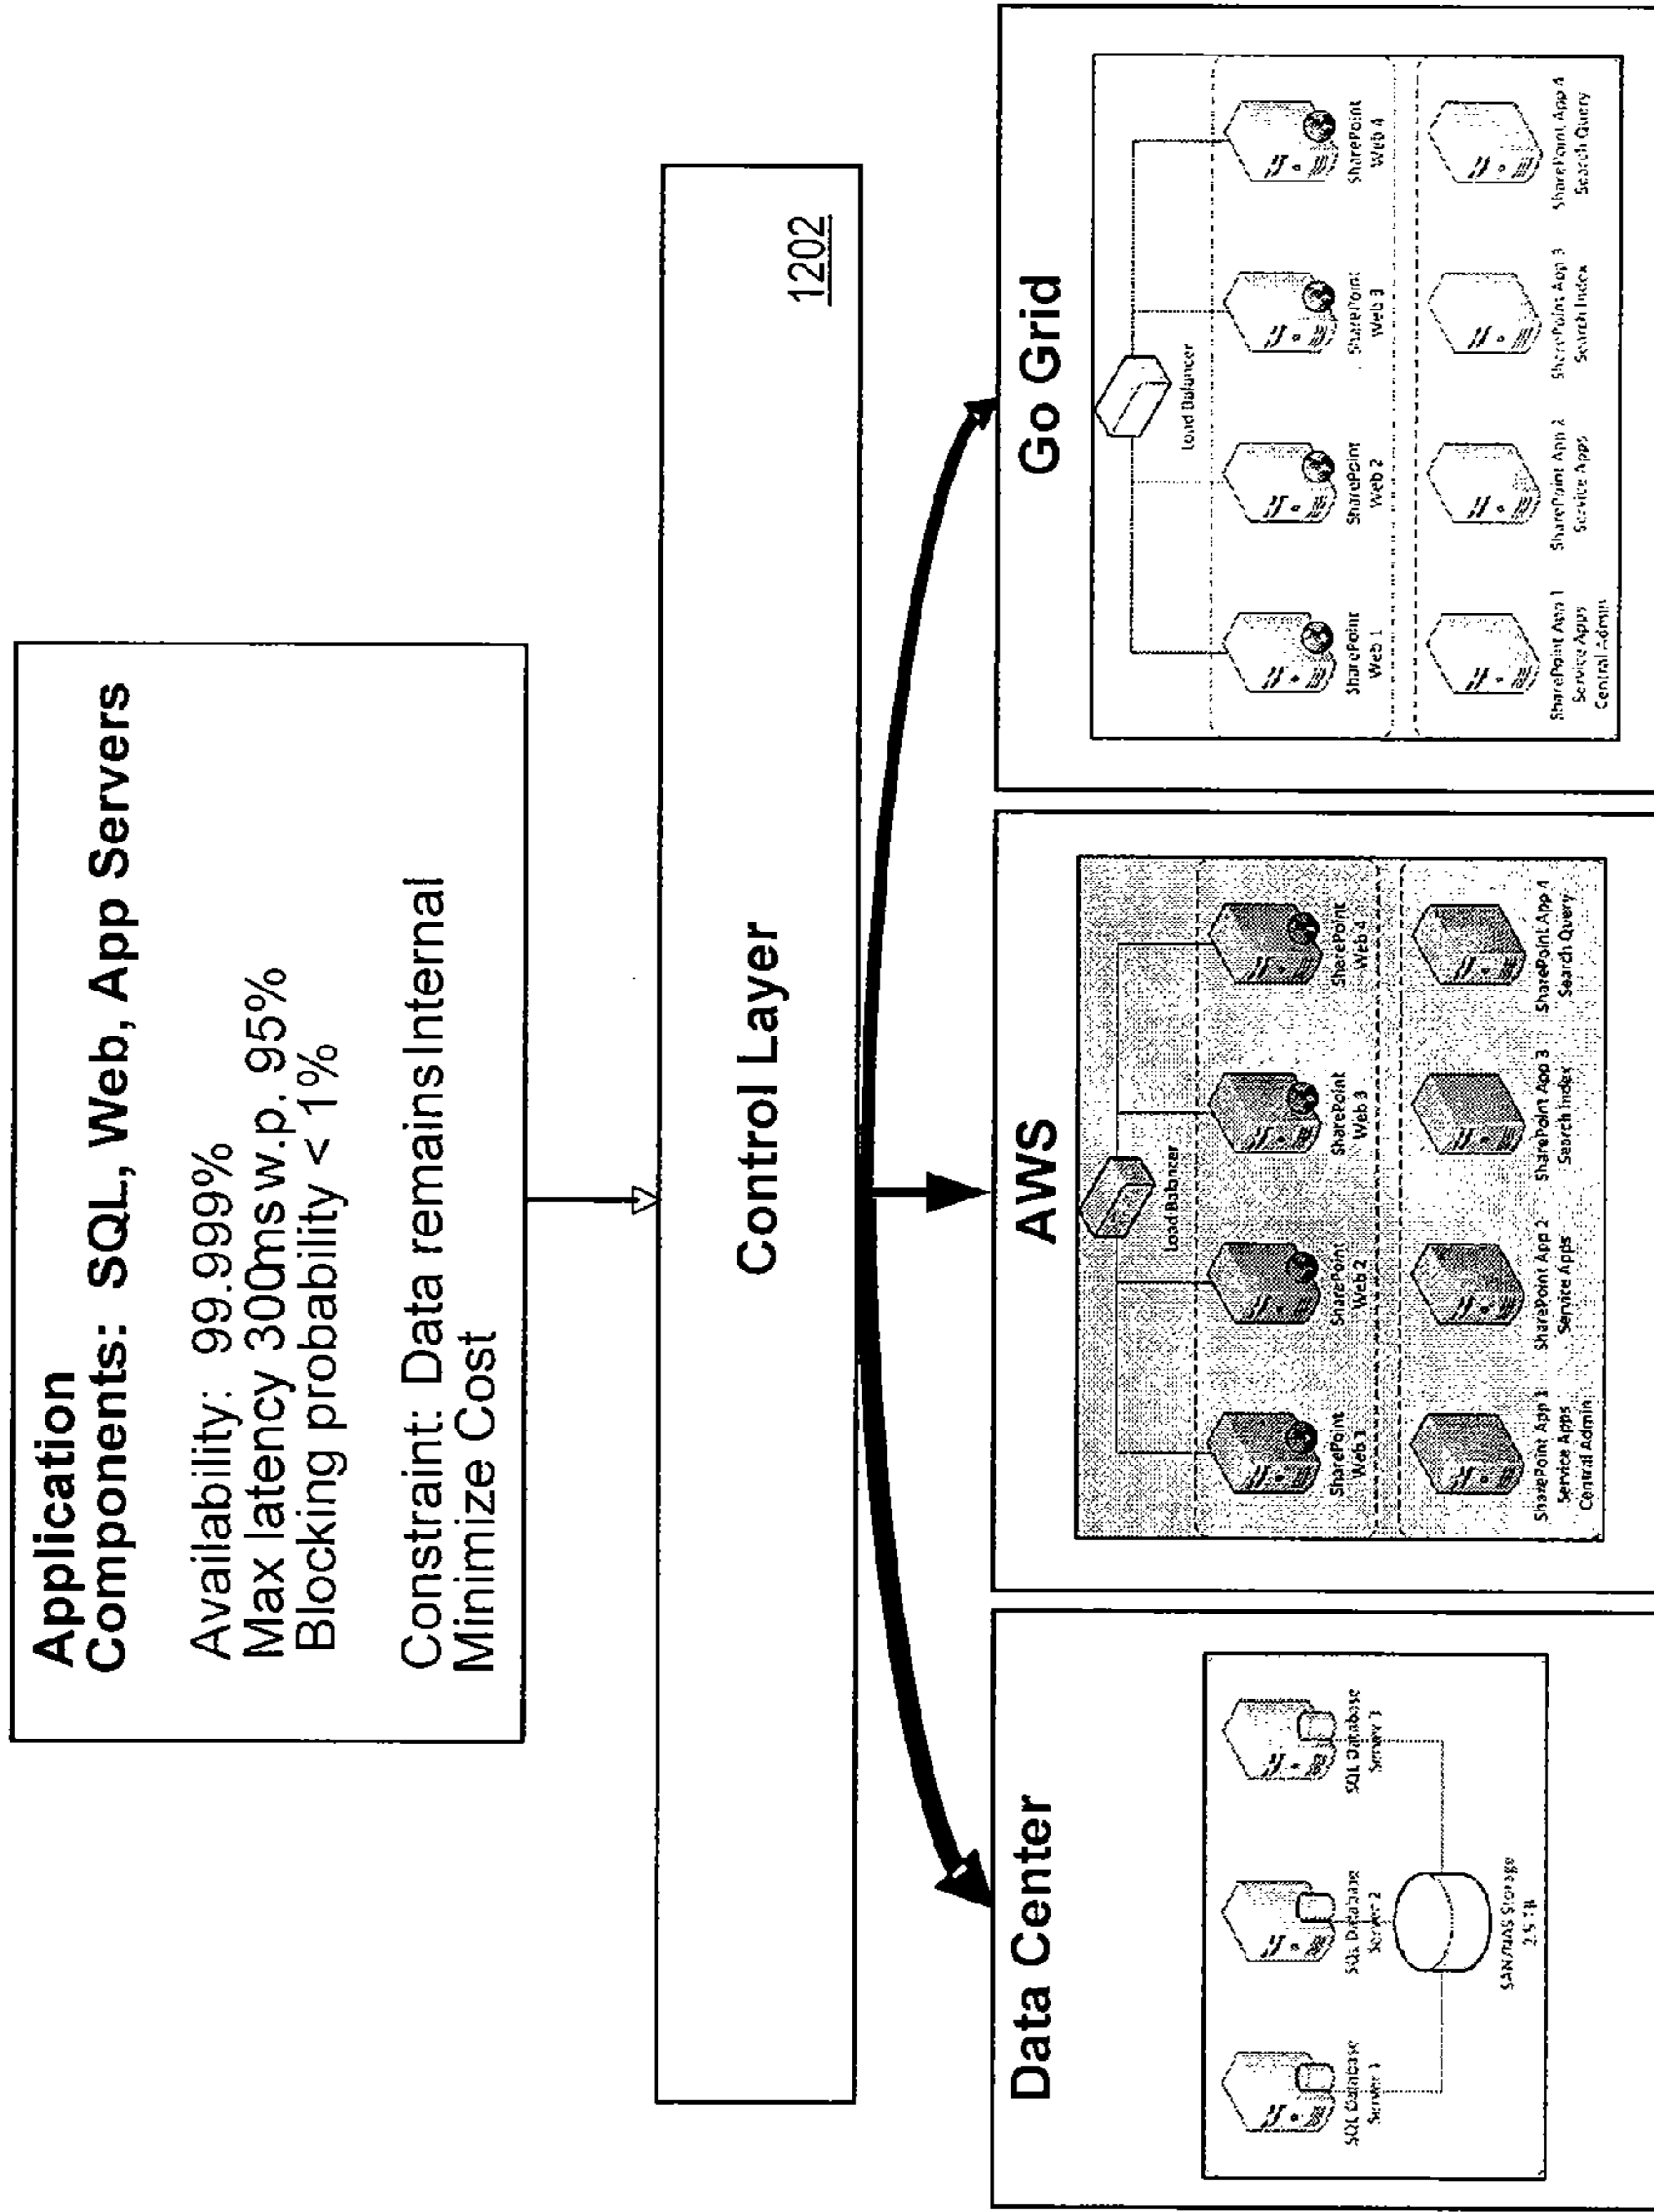 Application
Components: SQL, Web, App Servers
Availability: 99.999%
Max latency 300ms w.p. 95%
Blocking probability < 1%
Constraint: Data remains Internal
Minimize Cost
Control Layer
1202
Data Center
SQL Database
Server 1
SQL Database
Server 2
SQL Database
Server 3
SAN/NAS Storage
2.5 TB
AWS
Load Balancer
SharePoint
Web 1
SharePoint
Web 2
SharePoint
Web 3
SharePoint
Web 4
SharePoint App 1
Service Apps
Central Admin
SharePoint App 2
Service Apps
SharePoint App 3
Search Index
SharePoint App 4
Search Query
Go Grid
Load Balancer
SharePoint
Web 1
SharePoint
Web 2
SharePoint
Web 3
SharePoint
Web 4
SharePoint App 1
Service Apps
Central Admin
SharePoint App 2
Service Apps
SharePoint App 3
Search Index
SharePoint App 4
Search Query